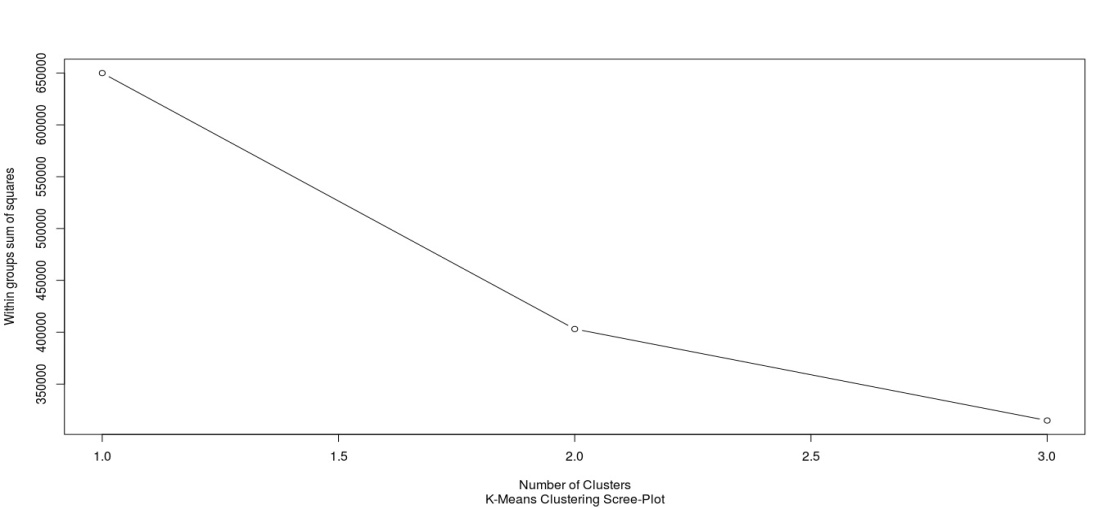 650000
600000
550000
500000
450000
400000
350000
Within groups sum of squares
1.0 1.5 2.0 2.5 3.0
Number of Clusters
K-Means Clustering Scree-Plot